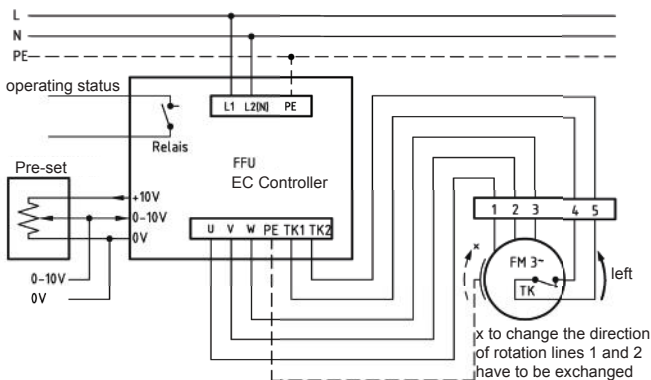 L
N
PE
operating status
L1 L2(N) PE
Relais
Pre-set
FFU
EC Controller
+10V
0-10V
0V
U V W PE TK1 TK2
1 2 3 4 5
x
FM 3~
left
TK
0-10V
0V
x to change the direction
of rotation lines 1 and 2
have to be exchanged